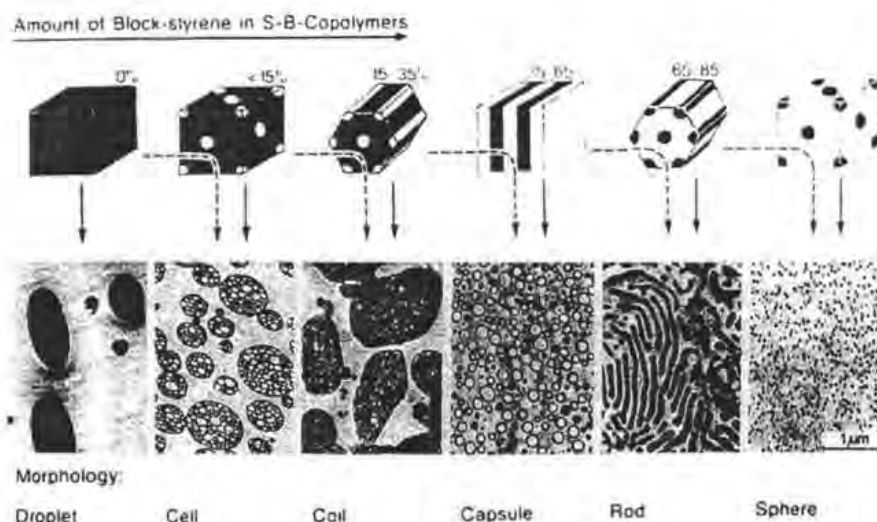 Amount of Block-styrene in S-B-Copolymers
0% <15% 15-35% 65-85
1µm
Morphology:
Droplet Cell Coil Capsule Rod Sphere